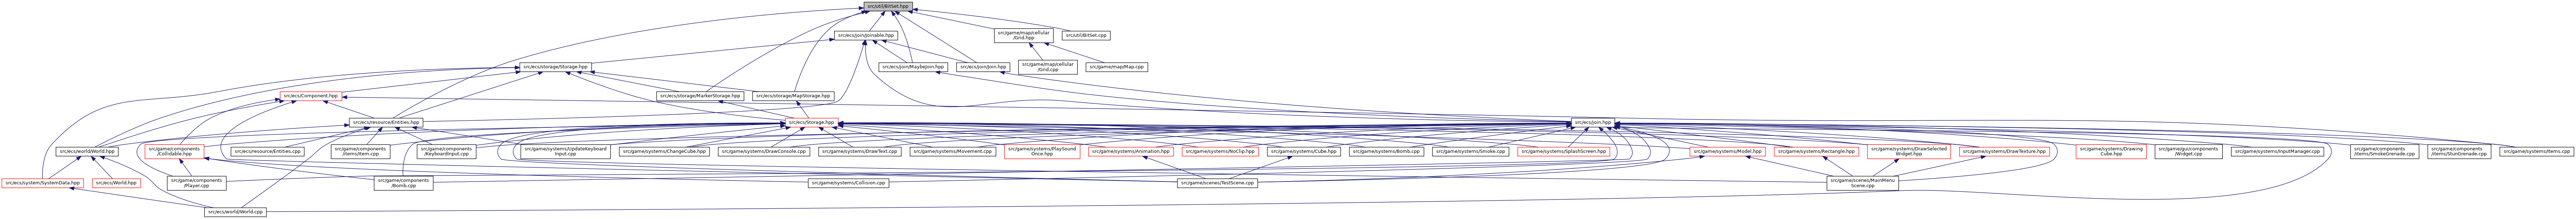 src/util/BitSet.hpp
src/ecs/join/Joinable.hpp
src/game/map/cellular
/Grid.hpp
src/util/BitSet.cpp
src/ecs/storage/Storage.hpp
src/ecs/join/MaybeJoin.hpp
src/ecs/join/Join.hpp
src/game/map/cellular
/Grid.cpp
src/game/map/Map.cpp
src/ecs/Component.hpp
src/ecs/storage/MarkerStorage.hpp
src/ecs/storage/MapStorage.hpp
src/ecs/resource/Entities.hpp
src/ecs/Storage.hpp
src/ecs/join.hpp
src/ecs/world/World.hpp
src/game/components
/Collidable.hpp
src/ecs/resource/Entities.cpp
src/game/components
/items/Item.cpp
src/game/components
/KeyboardInput.cpp
src/game/systems/UpdateKeyboard
Input.cpp
src/game/systems/ChangeCube.hpp
src/game/systems/DrawConsole.cpp
src/game/systems/DrawText.cpp
src/game/systems/Movement.cpp
src/game/systems/PlaySound
Once.hpp
src/game/systems/Animation.hpp
src/game/systems/NoClip.hpp
src/game/systems/Cube.hpp
src/game/systems/Bomb.cpp
src/game/systems/Smoke.cpp
src/game/systems/SplashScreen.hpp
src/game/systems/Model.hpp
src/game/systems/Rectangle.hpp
src/game/systems/DrawSelected
Widget.hpp
src/game/systems/DrawTexture.hpp
src/game/systems/Drawing
Cube.hpp
src/game/gui/components
/Widget.cpp
src/game/systems/InputManager.cpp
src/game/components
/items/SmokeGrenade.cpp
src/game/components
/items/StunGrenade.cpp
src/game/systems/Items.cpp
src/ecs/system/SystemData.hpp
src/ecs/World.hpp
src/game/components
/Player.cpp
src/game/components
/Bomb.cpp
src/game/systems/Collision.cpp
src/game/scenes/TestScene.cpp
src/game/scenes/MainMenu
Scene.cpp
src/ecs/world/World.cpp